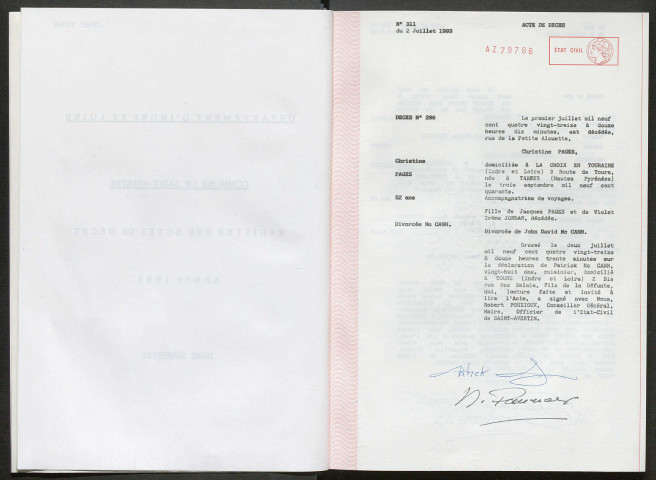 N° 311
du 2 Juillet 1993
ACTE DE DECES
AZ79786
ETAT CIVIL
DECES N° 296
Christine
PAGES
52 ans
Divorcée Mc CANN.
Le premier juillet mil neuf
cent quatre vingt-treize à douze
heures dix minutes, est décédée,
rue de la Petite Alouette,
Christine PAGES,
domiciliée à LA CROIX EN TOURAINE
(Indre et Loire) 3 Route de Tours,
née à TARBES (Hautes Pyrénées)
le trois septembre mil neuf cent
quarante.
Accompagnatrice de voyages.
Fille de Jacques PAGES et de Violet
Irène JORDAN, décédés.
Divorcée de John David Mc CANN.
Dressé le deux juillet
mil neuf cent quatre vingt-treize
à douze heures trente minutes sur
la déclaration de Patrick Mc CANN,
vingt-huit ans, cuisinier, domicilié
à TOURS (Indre et Loire) 2 Bis
rue des Relais, Fils de la Défunte,
qui, lecture faite et invité à
lire l'Acte, a signé avec Nous,
Robert POUZIOUX, Conseiller Général,
Maire, Officier de l'Etat-Civil
de SAINT-AVERTIN.